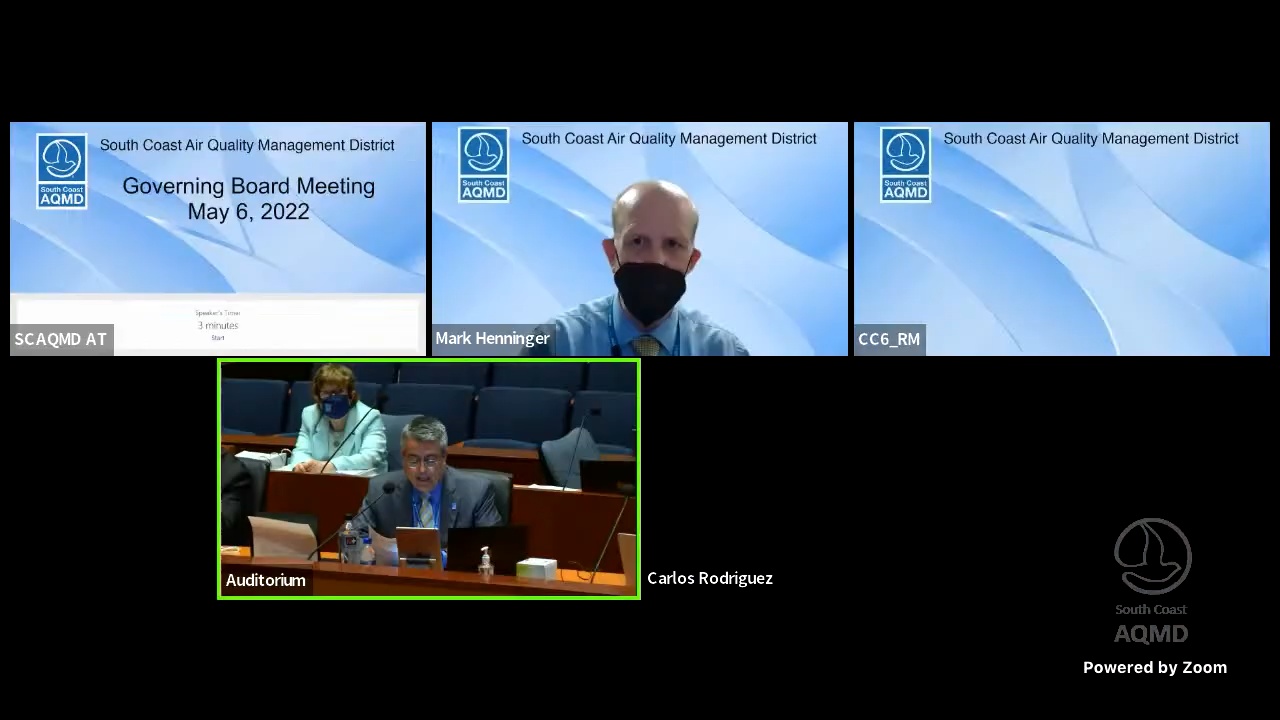 South Coast Air Quality Management District
South Coast
AQMD
Governing Board Meeting
May 6, 2022
Speaker's Timer
3 minutes
Start
SCAQMD AT
South Coast Air Quality Management District
South Coast
AQMD
Mark Henninger
South Coast Air Quality Management District
South Coast
AQMD
CC6_RM
Auditorium
Carlos Rodriguez
South Coast
AQMD
Powered by Zoom